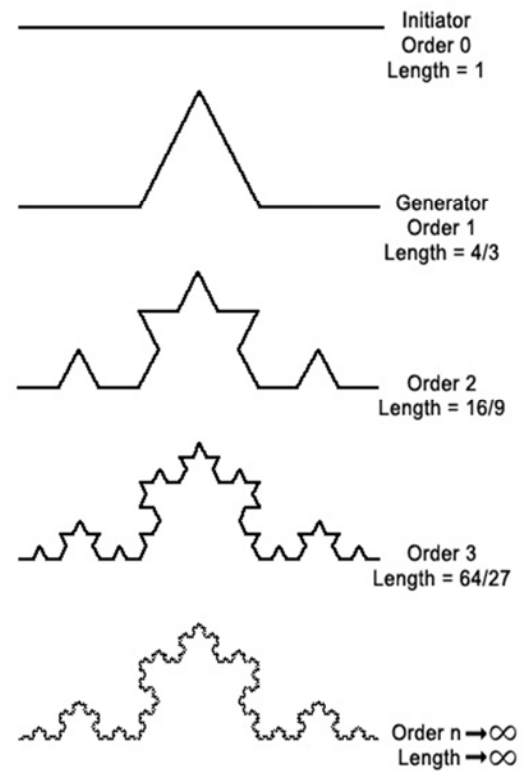 Initiator
Order 0
Length = 1
Generator
Order 1
Length = 4/3
Order 2
Length = 16/9
Order 3
Length = 64/27
Order n → ∞
Length → ∞